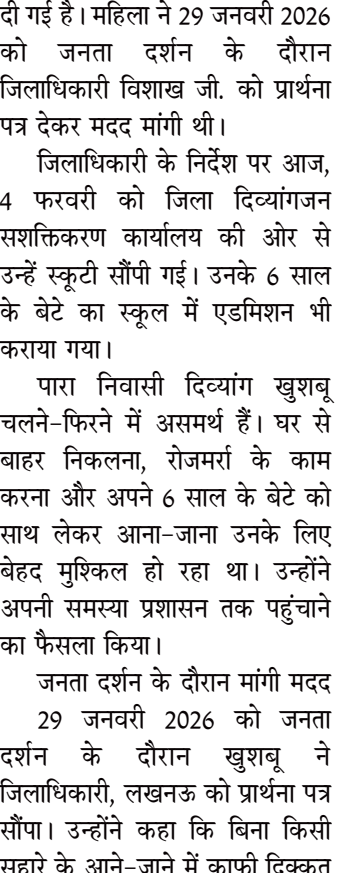 दी गई है। महिला ने 29 जनवरी 2026
को जनता दर्शन के दौरान
जिलाधिकारी विशाख जी. को प्रार्थना
पत्र देकर मदद मांगी थी।
जिलाधिकारी के निर्देश पर आज,
4 फरवरी को जिला दिव्यांगजन
सशक्तिकरण कार्यालय की ओर से
उन्हें स्कूटी सौंपी गई। उनके 6 साल
के बेटे का स्कूल में एडमिशन भी
कराया गया।
पारा निवासी दिव्यांग खुशबू
चलने-फिरने में असमर्थ हैं। घर से
बाहर निकलना, रोजमर्रा के काम
करना और अपने 6 साल के बेटे को
साथ लेकर आना-जाना उनके लिए
बेहद मुश्किल हो रहा था। उन्होंने
अपनी समस्या प्रशासन तक पहुंचाने
का फैसला किया।
जनता दर्शन के दौरान मांगी मदद
29 जनवरी 2026 को जनता
दर्शन के दौरान खुशबू ने
जिलाधिकारी, लखनऊ को प्रार्थना पत्र
सौंपा। उन्होंने कहा कि बिना किसी
सहारे के आने-जाने में काफी दिक्कत